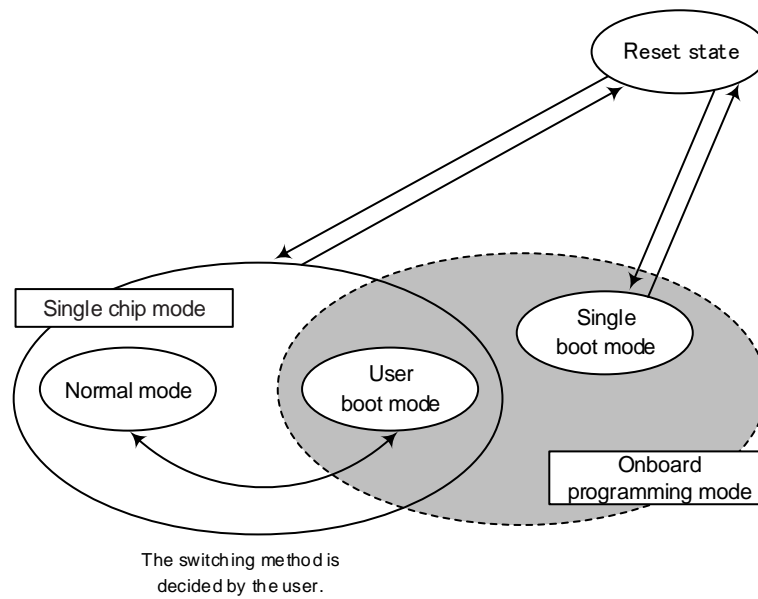 Reset state
Single chip mode
Single
boot mode
Normal mode
User
boot mode
Onboard
programming mode
The switching method is
decided by the user.